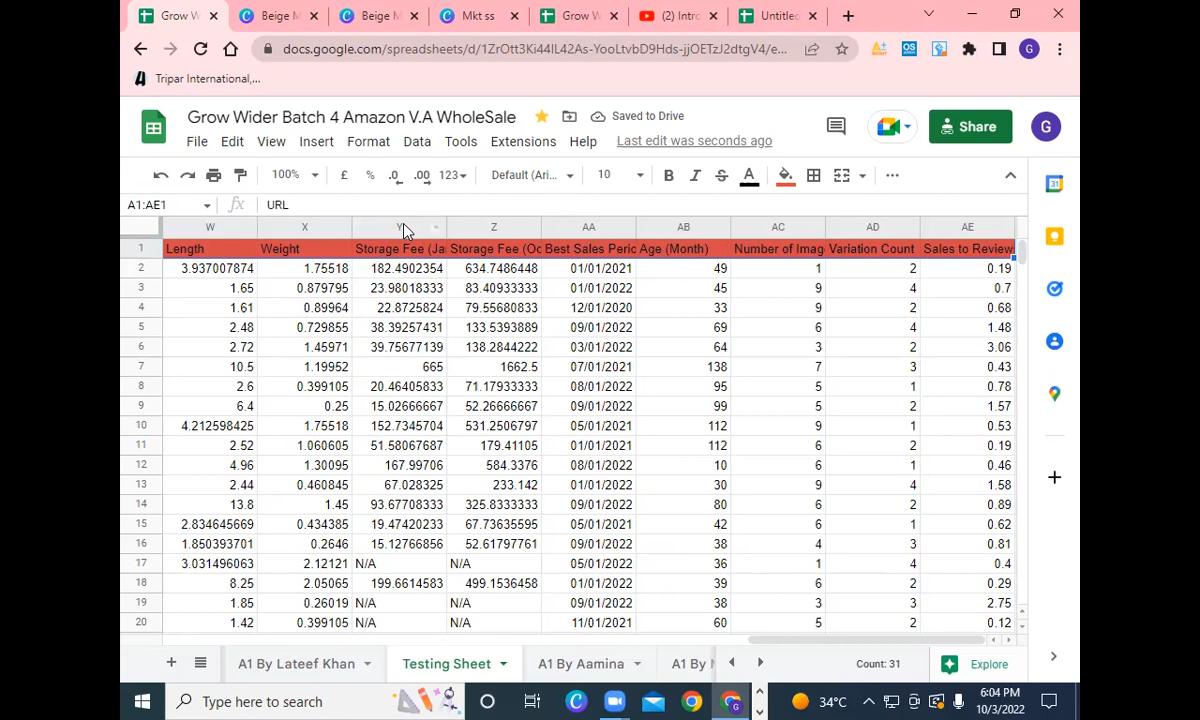 Grow W
Beige M
Beige M
Mkt ss
Grow W
(2) Intro
Untitle
docs.google.com/spreadsheets/d/1ZrOtt3Ki44IL42As-YooLtvbD9Hds-jjOETzJ2dtgV4/e...
G
Tripar International,...
Grow Wider Batch 4 Amazon V.A WholeSale
Saved to Drive
Share
G
File Edit View Insert Format Data Tools Extensions Help Last edit was seconds ago
100% £ % .0 .00 123 Default (Ari... 10 B I S A
A1:AE1 fx URL
W X Y Z AA AB AC AD AE
1 Length Weight Storage Fee (Ja Storage Fee (Oc Best Sales Peric Age (Month) Number of Imag Variation Count Sales to Review
2 3.937007874 1.75518 182.4902354 634.7486448 01/01/2021 49 1 2 0.19
3 1.65 0.879795 23.98018333 83.40933333 01/01/2022 45 9 4 0.7
4 1.61 0.89964 22.8725824 79.55680833 12/01/2020 33 9 2 0.68
5 2.48 0.729855 38.39257431 133.5393889 09/01/2022 69 6 4 1.48
6 2.72 1.45971 39.75677139 138.2844222 03/01/2022 64 3 2 3.06
7 10.5 1.19952 665 1662.5 07/01/2021 138 7 3 0.43
8 2.6 0.399105 20.46405833 71.17933333 08/01/2022 95 5 1 0.78
9 6.4 0.25 15.02666667 52.26666667 09/01/2022 99 5 2 1.57
10 4.212598425 1.75518 152.7345704 531.2506797 05/01/2021 112 9 1 0.53
11 2.52 1.060605 51.58067687 179.41105 01/01/2021 112 6 2 0.19
12 4.96 1.30095 167.99706 584.3376 08/01/2022 10 6 1 0.46
13 2.44 0.460845 67.028325 233.142 01/01/2022 30 9 4 1.58
14 13.8 1.45 93.67708333 325.8333333 09/01/2022 80 6 2 0.89
15 2.834645669 0.434385 19.47420233 67.73635595 05/01/2021 42 6 1 0.62
16 1.850393701 0.2646 15.12766856 52.61797761 09/01/2022 38 4 3 0.81
17 3.031496063 2.12121 N/A N/A 05/01/2022 36 1 4 0.4
18 8.25 2.05065 199.6614583 499.1536458 01/01/2022 39 6 2 0.29
19 1.85 0.26019 N/A N/A 09/01/2022 38 3 3 2.75
20 1.42 0.399105 N/A N/A 11/01/2021 60 5 2 0.12
A1 By Lateef Khan Testing Sheet A1 By Aamina A1 By Count: 31 Explore
Type here to search
34°C
6:04 PM
10/3/2022